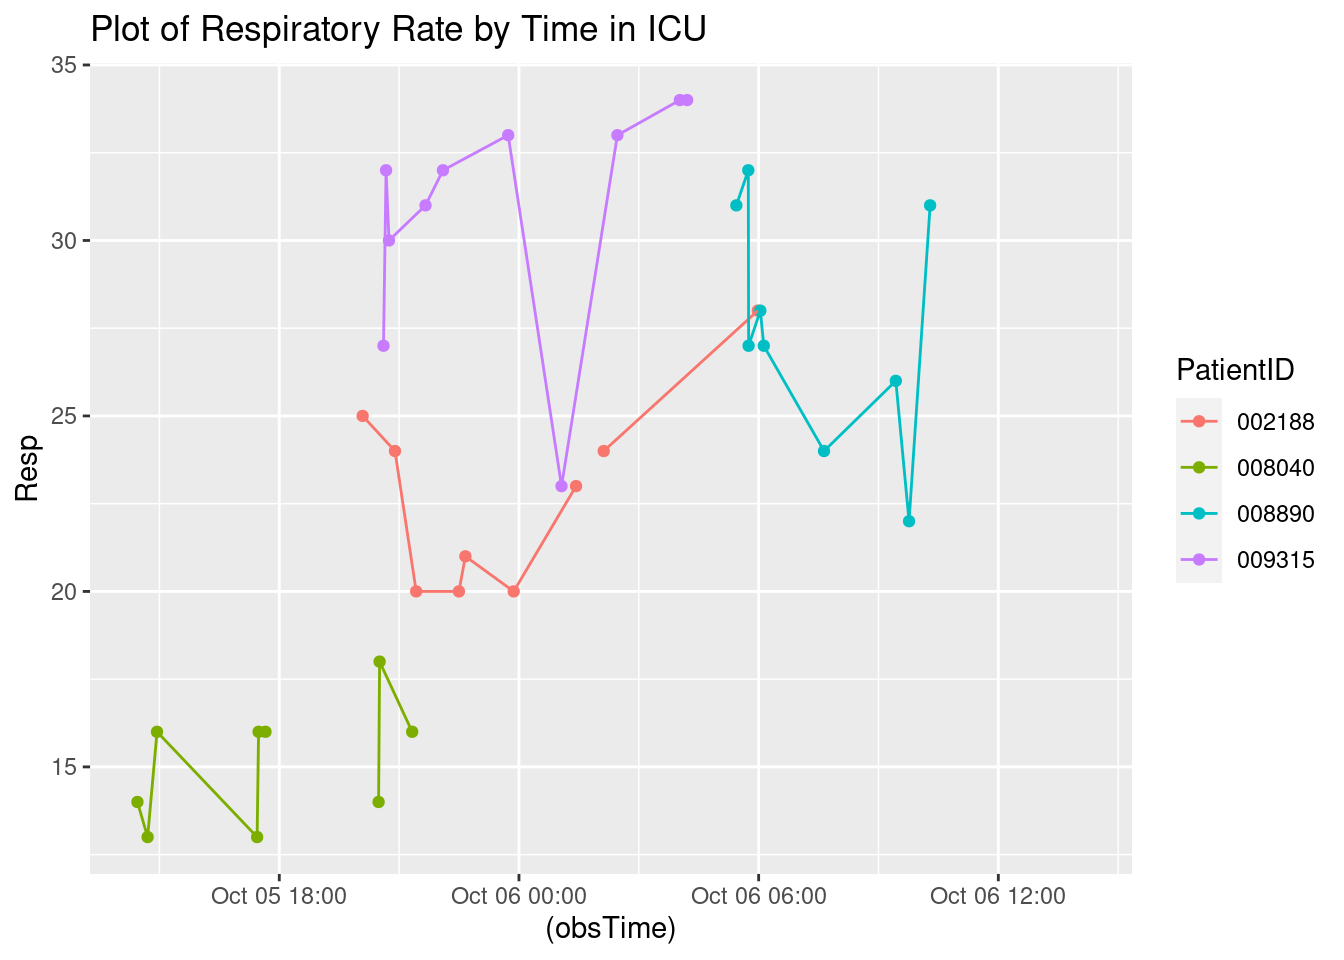 Plot of Respiratory Rate by Time in ICU
35
30
25
20
15
Resp
Oct 05 18:00
Oct 06 00:00
Oct 06 06:00
Oct 06 12:00
(obsTime)
PatientID
002188
008040
008890
009315